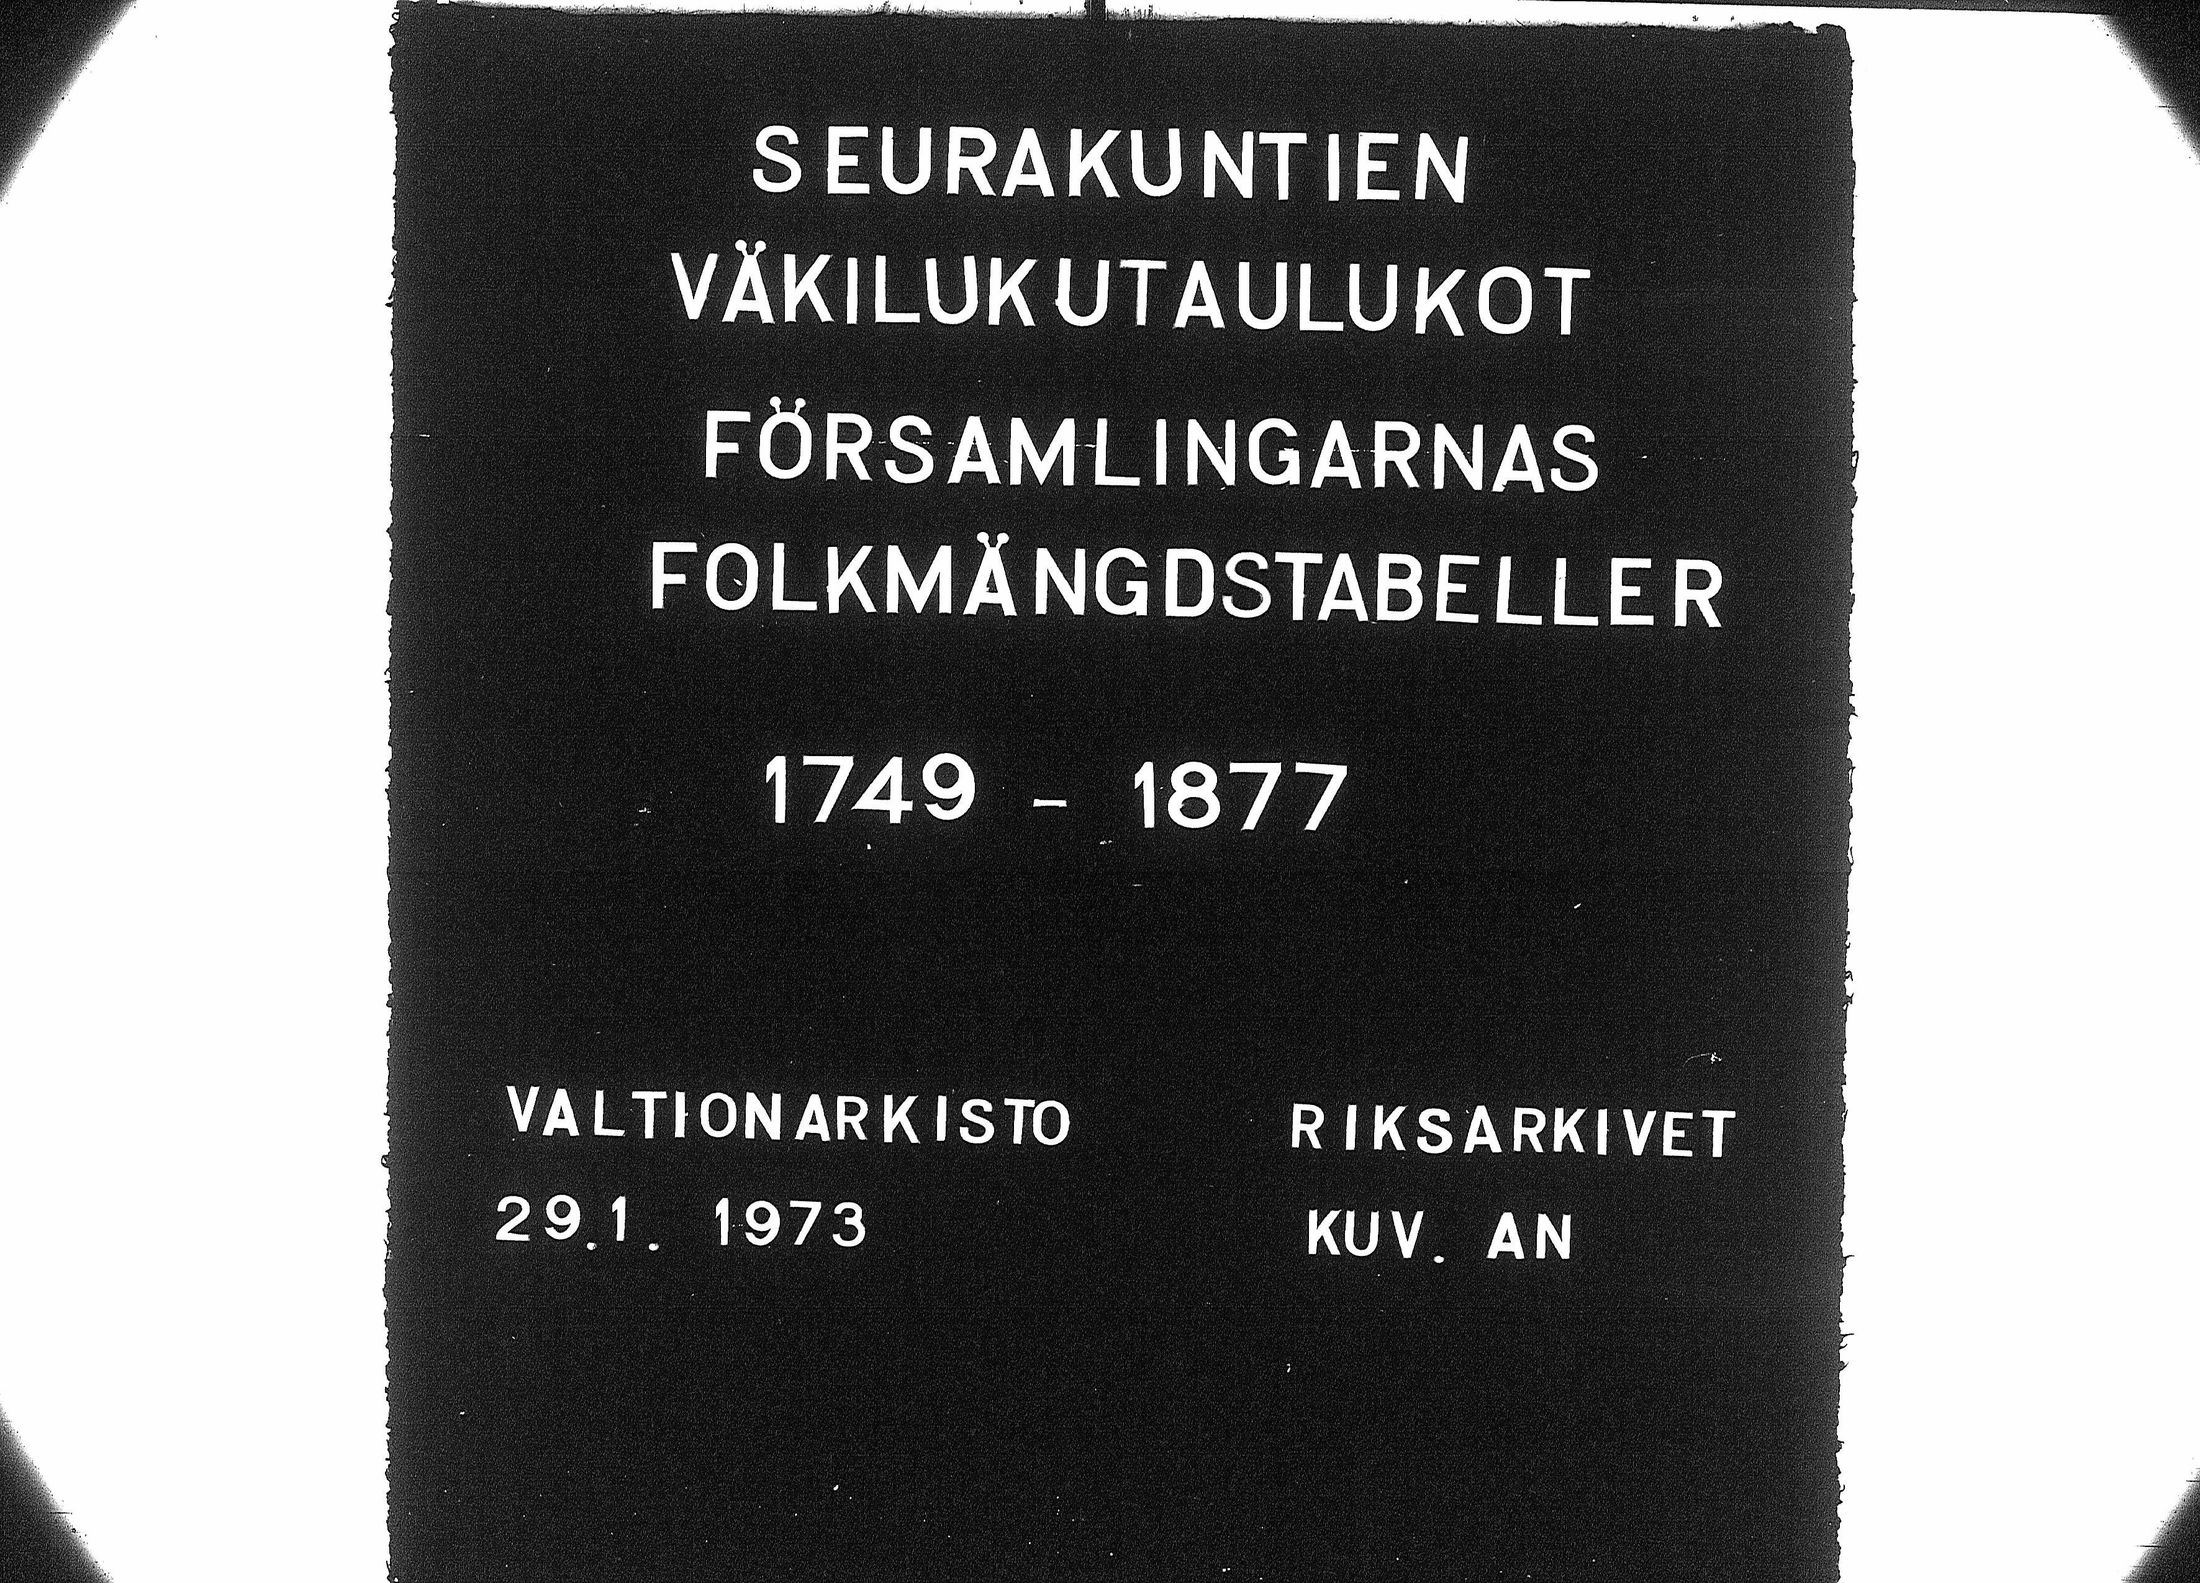 SEURAKUNTIEN
VÄKILUKUTAULUKOT
FÖRSAMLINGARNAS
FOLKMÄNGDSTABELLER
1749 - 1877
VALTIONARKISTO RIKSARKIVET
29.1. 1973 KUV. AN